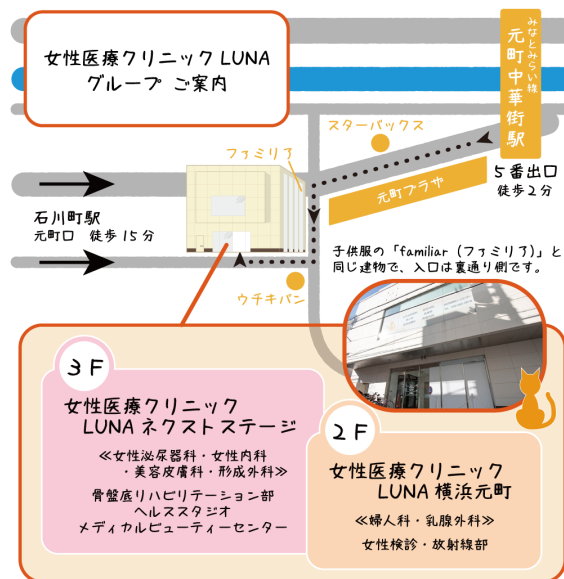 女性医療クリニック LUNA
グループ ご案内
みなとみらい線
元町中華街駅
スターバックス
ファミリア
元町プラザ
5番出口
徒歩2分
石川町駅
元町口 徒歩15分
子供服の「familiar(ファミリア)」と
同じ建物で、入口は裏通り側です。
ウチキパン
3F
女性医療クリニック
LUNAネクストステージ
≪女性泌尿器科・女性内科
・美容皮膚科・形成外科≫
骨盤底リハビリテーション部
ヘルススタジオ
メディカルビューティーセンター
2F
女性医療クリニック
LUNA横浜元町
≪婦人科・乳腺外科≫
女性検診・放射線部